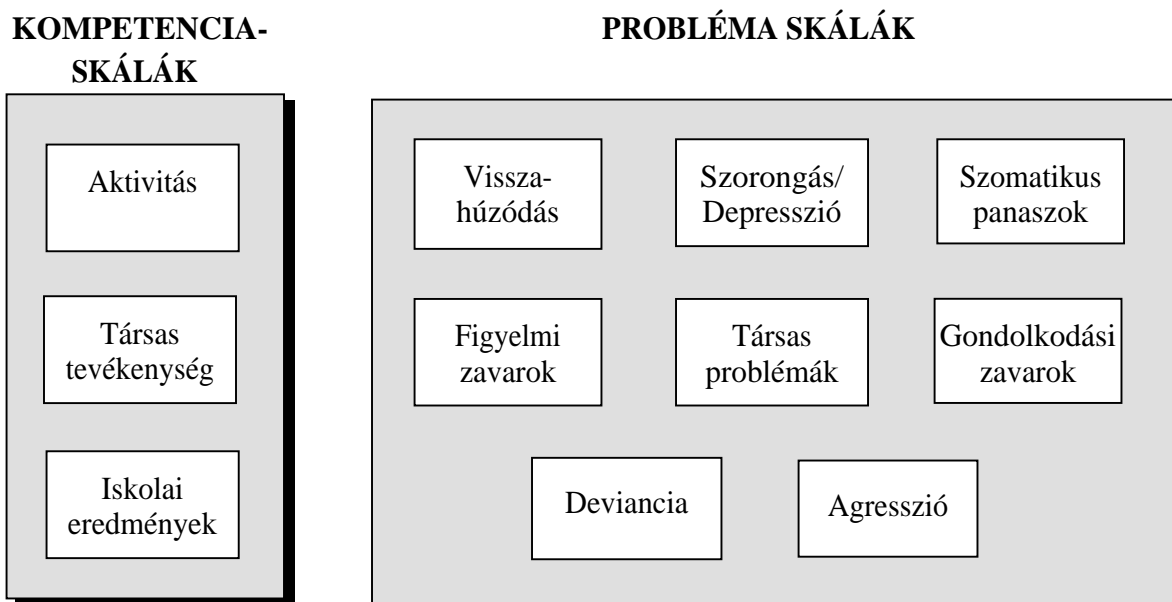 KOMPETENCIA-
SKÁLÁK
Aktivitás
Társas
tevékenység
Iskolai
eredmények
PROBLÉMA SKÁLÁK
Vissza-
húzódás
Szorongás/
Depresszió
Szomatikus
panaszok
Figyelmi
zavarok
Társas
problémák
Gondolkodási
zavarok
Deviancia
Agresszió